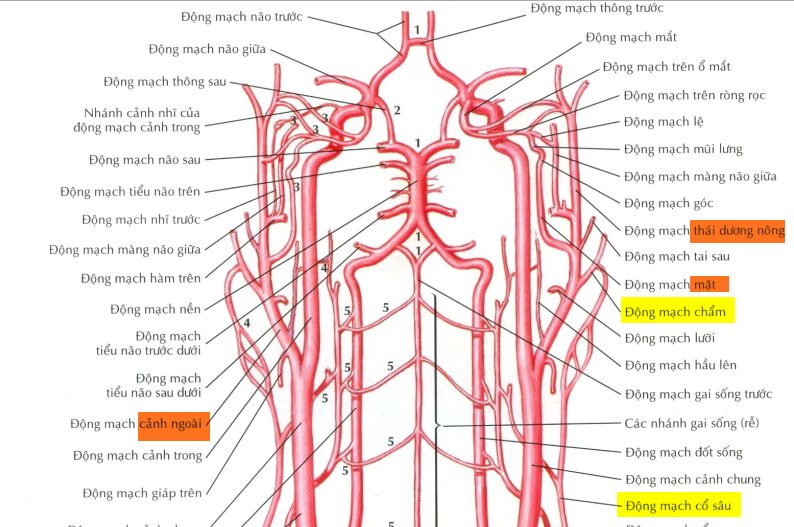 Động mạch não trước
Động mạch não giữa
Động mạch thông sau
Nhánh cảnh nhĩ của
động mạch cảnh trong
Động mạch não sau
Động mạch tiểu não trên
Động mạch nhĩ trước
Động mạch màng não giữa
Động mạch hàm trên
Động mạch nền
Động mạch
tiểu não trước dưới
Động mạch
tiểu não sau dưới
Động mạch cảnh ngoài
Động mạch cảnh trong
Động mạch giáp trên
1
2
3
3
3
1
1
1
4
4
5
5
5
5
5
5
5
5
Động mạch thông trước
Động mạch mắt
Động mạch trên ổ mắt
Động mạch trên ròng rọc
Động mạch lệ
Động mạch mũi lưng
Động mạch màng não giữa
Động mạch góc
Động mạch thái dương nông
Động mạch tai sau
Động mạch mặt
Động mạch chẩm
Động mạch lưỡi
Động mạch hầu lên
Động mạch gai sống trước
Các nhánh gai sống (rễ)
Động mạch đốt sống
Động mạch cảnh chung
Động mạch cổ sâu